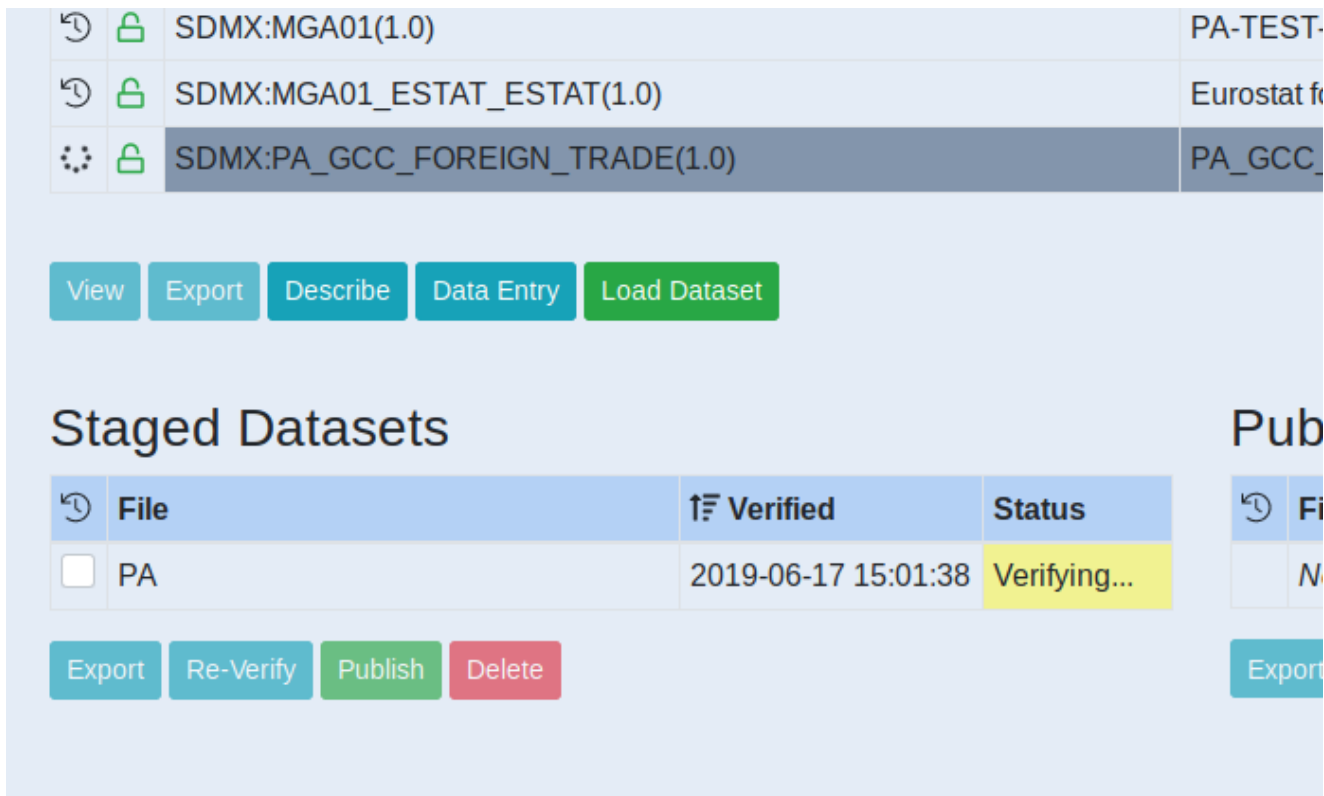 SDMX:MGA01(1.0) PA-TEST-
SDMX:MGA01_ESTAT_ESTAT(1.0) Eurostat fo
SDMX:PA_GCC_FOREIGN_TRADE(1.0) PA_GCC_
View Export Describe Data Entry Load Dataset
Staged Datasets Pub
File Verified Status Fi
PA 2019-06-17 15:01:38 Verifying... N
Export Re-Verify Publish Delete Export